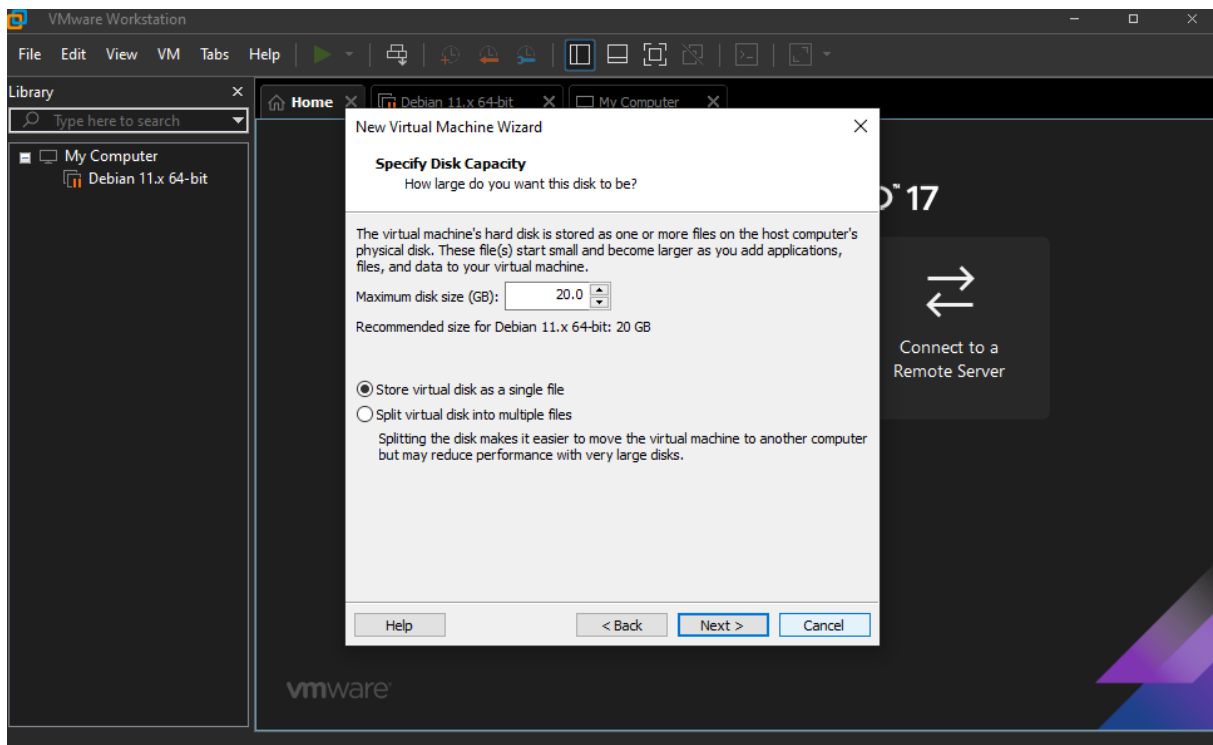 VMware Workstation
File Edit View VM Tabs Help
Library
Type here to search
My Computer
Debian 11.x 64-bit
Home
Debian 11.x 64-bit
My Computer
™ 17
Connect to a
Remote Server
New Virtual Machine Wizard
Specify Disk Capacity
How large do you want this disk to be?
The virtual machine's hard disk is stored as one or more files on the host computer's
physical disk. These file(s) start small and become larger as you add applications,
files, and data to your virtual machine.
Maximum disk size (GB): 20.0
Recommended size for Debian 11.x 64-bit: 20 GB
Store virtual disk as a single file
Split virtual disk into multiple files
Splitting the disk makes it easier to move the virtual machine to another computer
but may reduce performance with very large disks.
Help < Back Next > Cancel
vmware